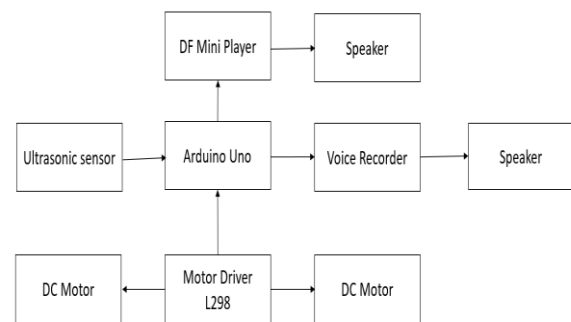 DF Mini Player
Speaker
Ultrasonic sensor
Arduino Uno
Voice Recorder
Speaker
DC Motor
Motor Driver
L298
DC Motor